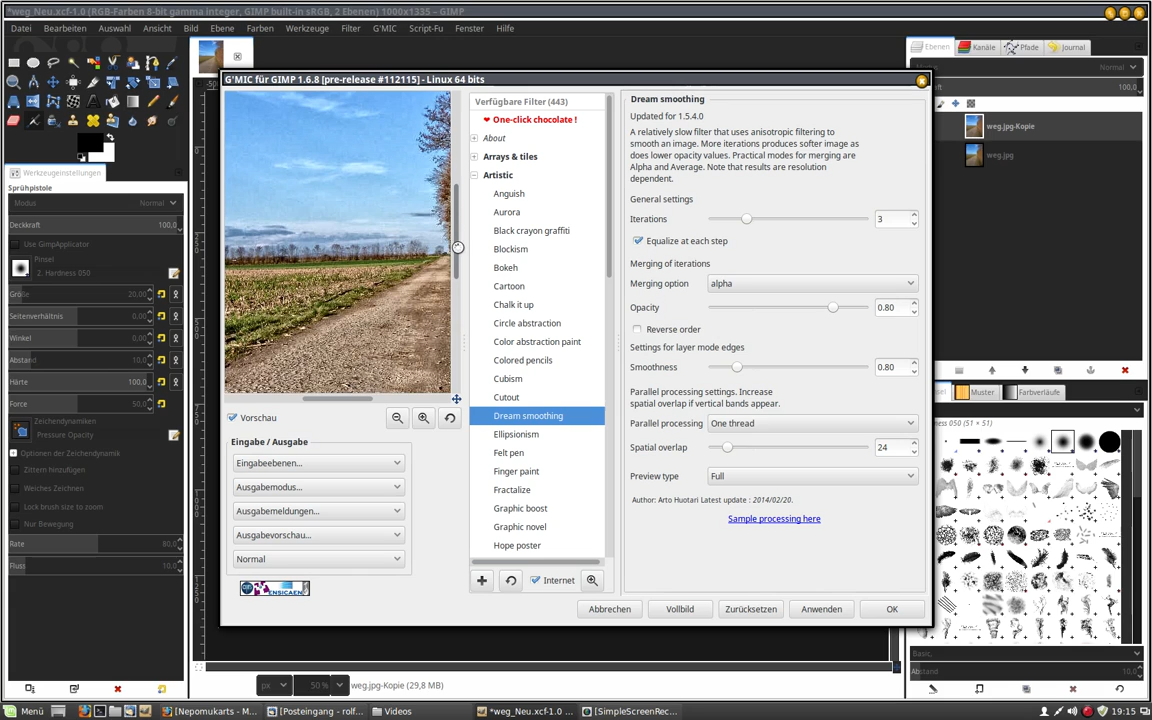 *weg_Neu.xcf-1.0 (RGB-Farben 8-bit gamma integer, GIMP built-in sRGB, 2 Ebenen) 1000x1335 – GIMP
Datei Bearbeiten Auswahl Ansicht Bild Ebene Farben Werkzeuge Filter G'MIC Script-Fu Fenster Hilfe
Werkzeugeinstellungen
Sprühpistole
Modus Normal
Deckkraft 100,0
Use GimpApplicator
Pinsel
2. Hardness 050
Größe 20,00
Seitenverhältnis 0,00
Winkel 0,00
Abstand 10,0
Härte 100,0
Force 50,0
Zeichendynamiken
Pressure Opacity
Optionen der Zeichendynamik
Zittern hinzufügen
Weiches Zeichnen
Lock brush size to zoom
Nur Bewegung
Rate 80,0
Fluss 10,0
G'MIC für GIMP 1.6.8 [pre-release #112115] - Linux 64 bits
Vorschau
Eingabe / Ausgabe
Eingabeebenen...
Ausgabemodus...
Ausgabemeldungen...
Ausgabevorschau...
Normal
ENSICAEN
Verfügbare Filter (443)
❤ One-click chocolate !
About
Arrays & tiles
Artistic
Anguish
Aurora
Black crayon graffiti
Blockism
Bokeh
Cartoon
Chalk it up
Circle abstraction
Color abstraction paint
Colored pencils
Cubism
Cutout
Dream smoothing
Ellipsionism
Felt pen
Finger paint
Fractalize
Graphic boost
Graphic novel
Hope poster
Internet
Dream smoothing
Updated for 1.5.4.0
A relatively slow filter that uses anisotropic filtering to
smooth an image. More iterations produces softer image as
does lower opacity values. Practical modes for merging are
Alpha and Average. Note that results are resolution
dependent.
General settings
Iterations 3
Equalize at each step
Merging of iterations
Merging option alpha
Opacity 0.80
Reverse order
Settings for layer mode edges
Smoothness 0.80
Parallel processing settings. Increase
spatial overlap if vertical bands appear.
Parallel processing One thread
Spatial overlap 24
Preview type Full
Author: Arto Huotari Latest update : 2014/02/20.
Sample processing here
Abbrechen Vollbild Zurücksetzen Anwenden OK
Ebenen Kanäle Pfade Journal
Normal
100,0
weg.jpg-Kopie
weg.jpg
Muster Farbverläufe
050 (51 × 51)
Basic,
Abstand 10,0
px 50 % weg.jpg-Kopie (29,8 MB)
Menü [Nepomukarts - M... [Posteingang - rolf... Videos *weg_Neu.xcf-1.0 ... [SimpleScreenRec... 19:15